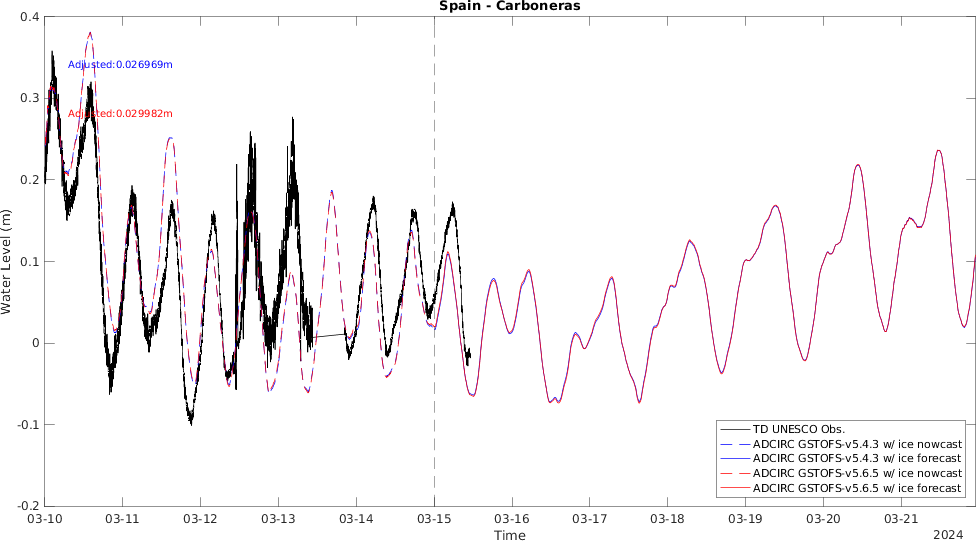 Spain - Carboneras
0.4
0.3
0.2
0.1
0
-0.1
-0.2
Water Level (m)
Adjusted:0.026969m
Adjusted:0.029982m
TD UNESCO Obs.
ADCIRC GSTOFS-v5.4.3 w/ ice nowcast
ADCIRC GSTOFS-v5.4.3 w/ ice forecast
ADCIRC GSTOFS-v5.6.5 w/ ice nowcast
ADCIRC GSTOFS-v5.6.5 w/ ice forecast
03-10 03-11 03-12 03-13 03-14 03-15 03-16 03-17 03-18 03-19 03-20 03-21
Time
2024